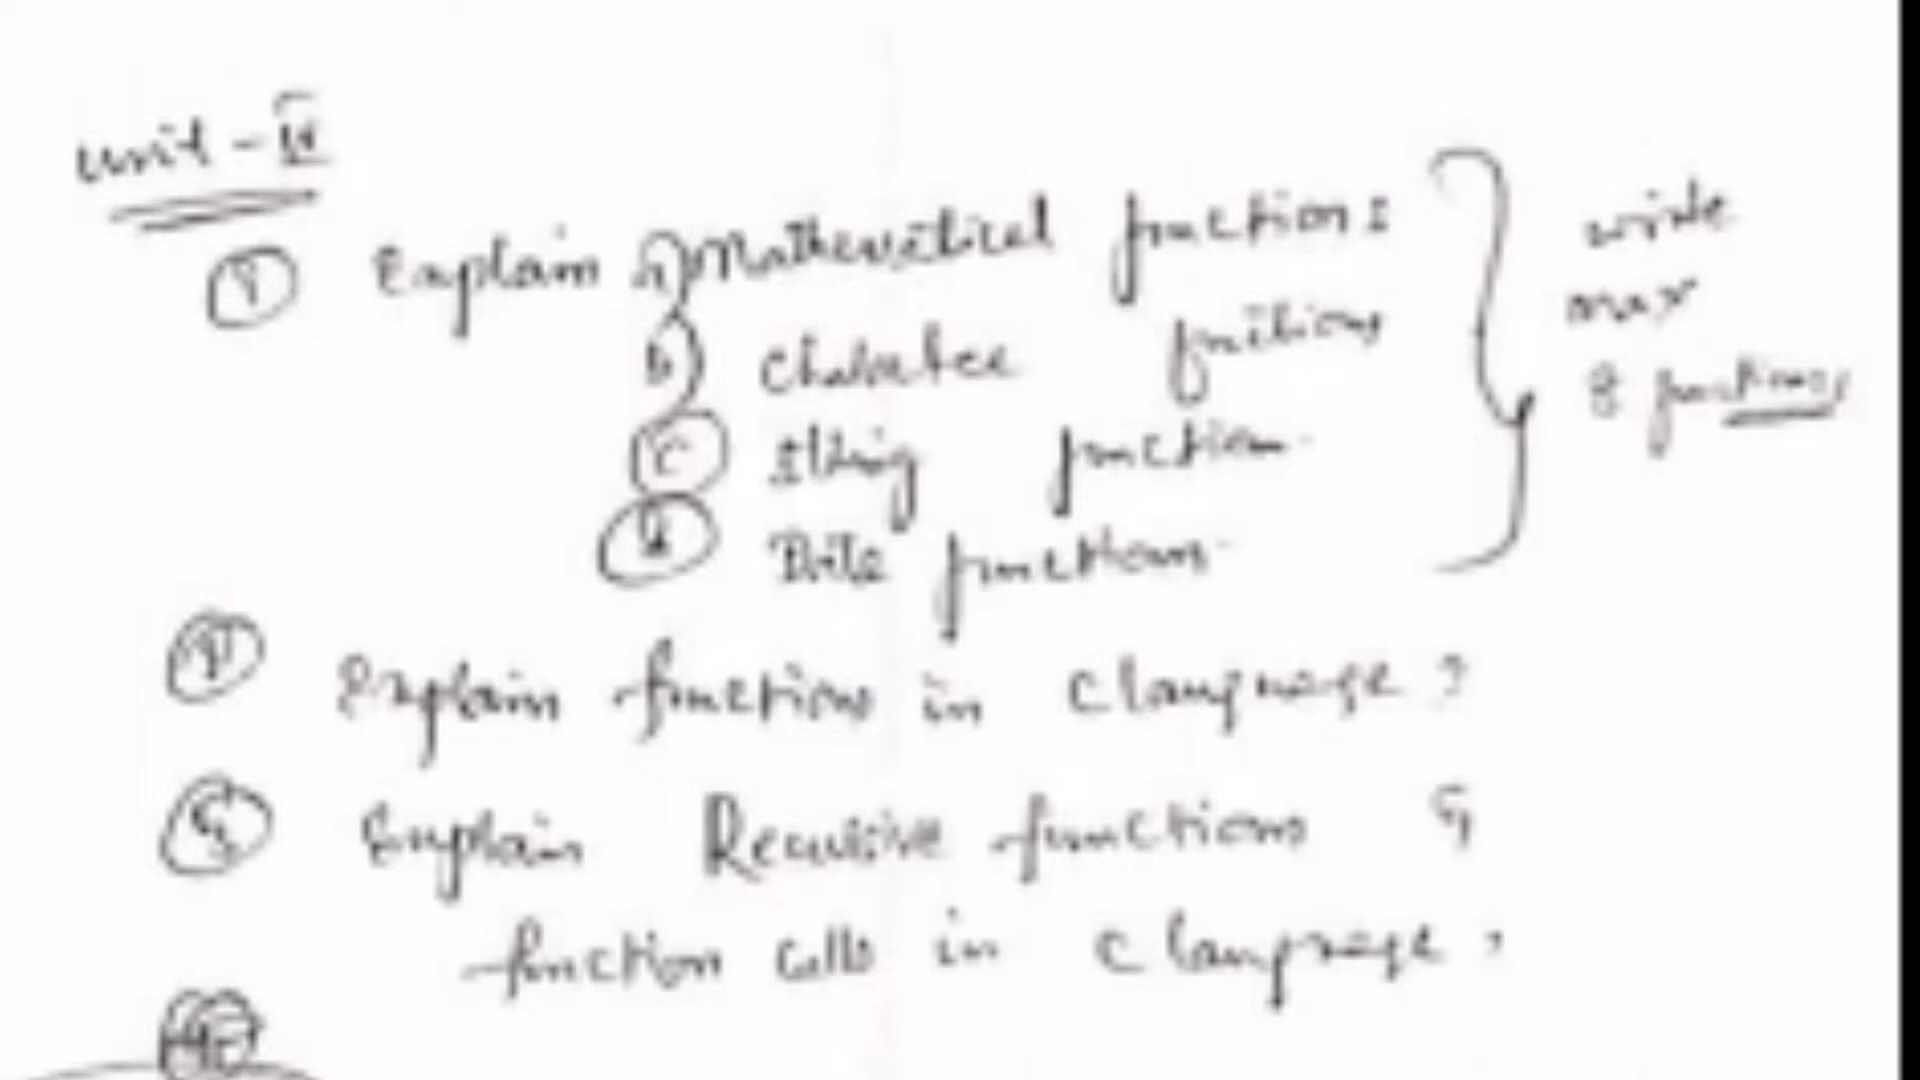 Unit - IV
Explain a) Mathematical functions
b) Character functions
c) String function
d) Date functions
write
max
8 functions
Explain functions in C language?
Explain Recursive functions &
function calls in C language?